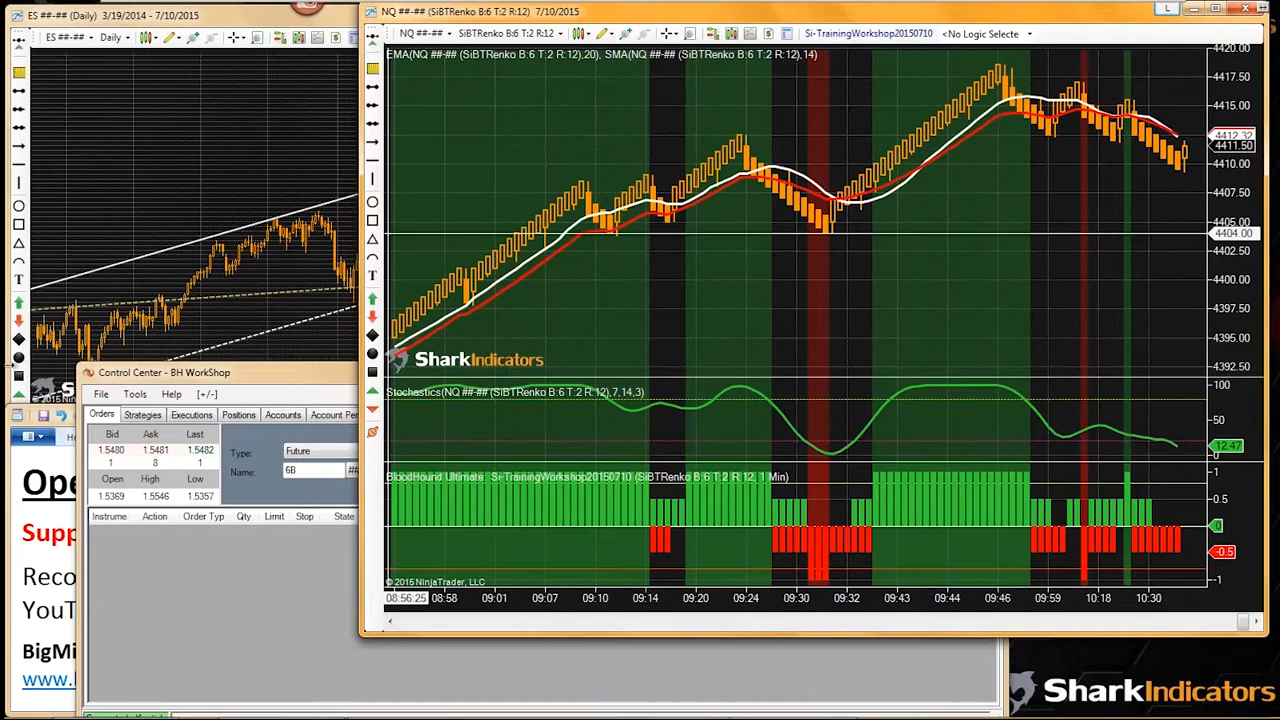 ES ##-## (Daily) 3/19/2014 - 7/10/2015
ES ##-## Daily
© 2015
NQ ##-## (SiBTRenko B:6 T:2 R:12) 7/10/2015
L
NQ ##-## SiBTRenko B:6 T:2 R:12 Si-TrainingWorkshop20150710 <No Logic Selecte
EMA(NQ ##-## (SiBTRenko B:6 T:2 R:12),20), SMA(NQ ##-## (SiBTRenko B:6 T:2 R:12),14)
4420.00
4417.50
4415.00
4412.32
4411.50
4410.00
4407.50
4405.00
4404.00
4402.50
4400.00
4397.50
4395.00
4392.50
SharkIndicators
Stochastics(NQ ##-## (SiBTRenko B:6 T:2 R:12),7,14,3)
100
50
12.47
0
BloodHound Ultimate: Si-TrainingWorkshop20150710 (SiBTRenko B:6 T:2 R:12, 1 Min)
1
0.5
0
-0.5
-1
© 2015 NinjaTrader, LLC
08:56:25 08:58 09:01 09:07 09:10 09:14 09:20 09:24 09:30 09:32 09:43 09:44 09:46 09:59 10:18 10:30
T
T
Control Center - BH WorkShop
File Tools Help [+/-]
Orders Strategies Executions Positions Accounts Account Per
Bid Ask Last
1.5480 1.5481 1.5482
1 8 1
Open High Low
1.5369 1.5546 1.5357
Type: Future
Name: 6B ##
Instrume Action Order Typ Qty Limit Stop State
Ope
Supp
Reco
YouT
BigMi
www.
SharkIndicators